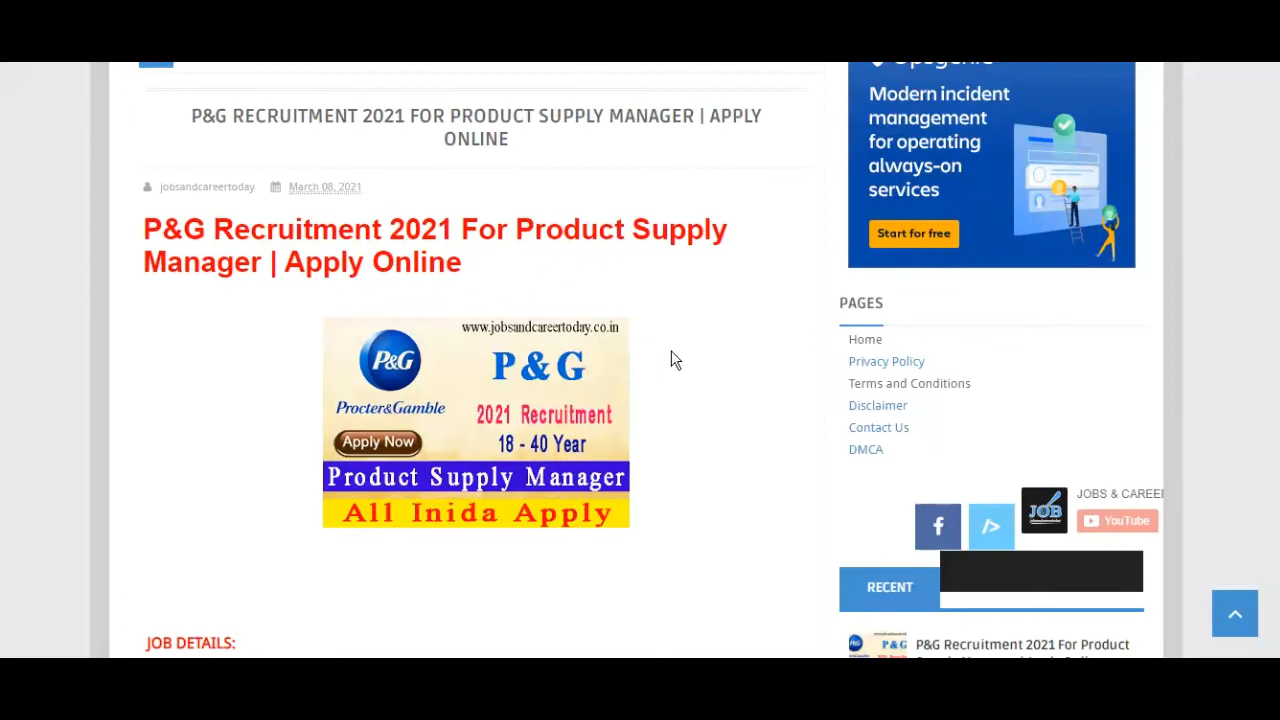 P&G RECRUITMENT 2021 FOR PRODUCT SUPPLY MANAGER | APPLY
ONLINE
jobsandcareertoday March 08, 2021
P&G Recruitment 2021 For Product Supply
Manager | Apply Online
www.jobsandcareertoday.co.in
P&G
P&G
Procter&Gamble
2021 Recruitment
Apply Now
18 - 40 Year
Product Supply Manager
All Inida Apply
JOB DETAILS:
Modern incident
management
for operating
always-on
services
Start for free
PAGES
Home
Privacy Policy
Terms and Conditions
Disclaimer
Contact Us
DMCA
JOB
JOBS & CAREER
YouTube
RECENT
P&G Recruitment 2021 For Product